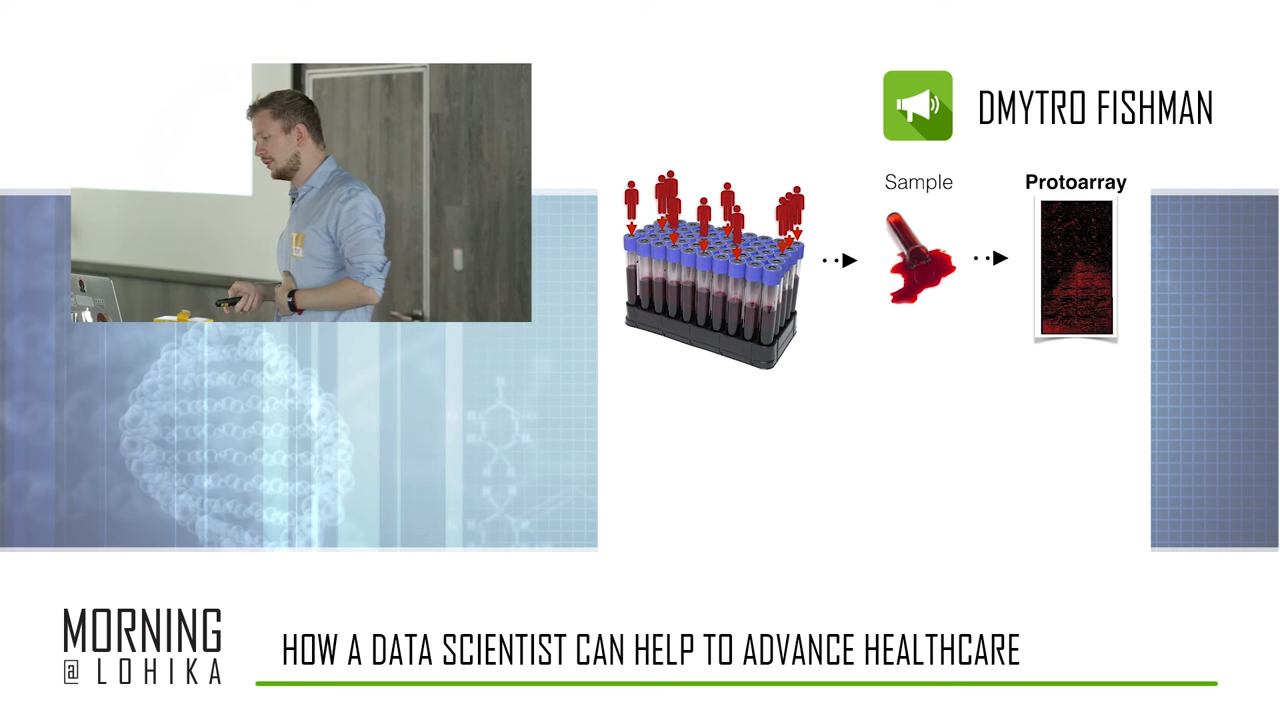 DMYTRO FISHMAN
Sample
Protoarray
MORNING
@ LOHIKA
HOW A DATA SCIENTIST CAN HELP TO ADVANCE HEALTHCARE